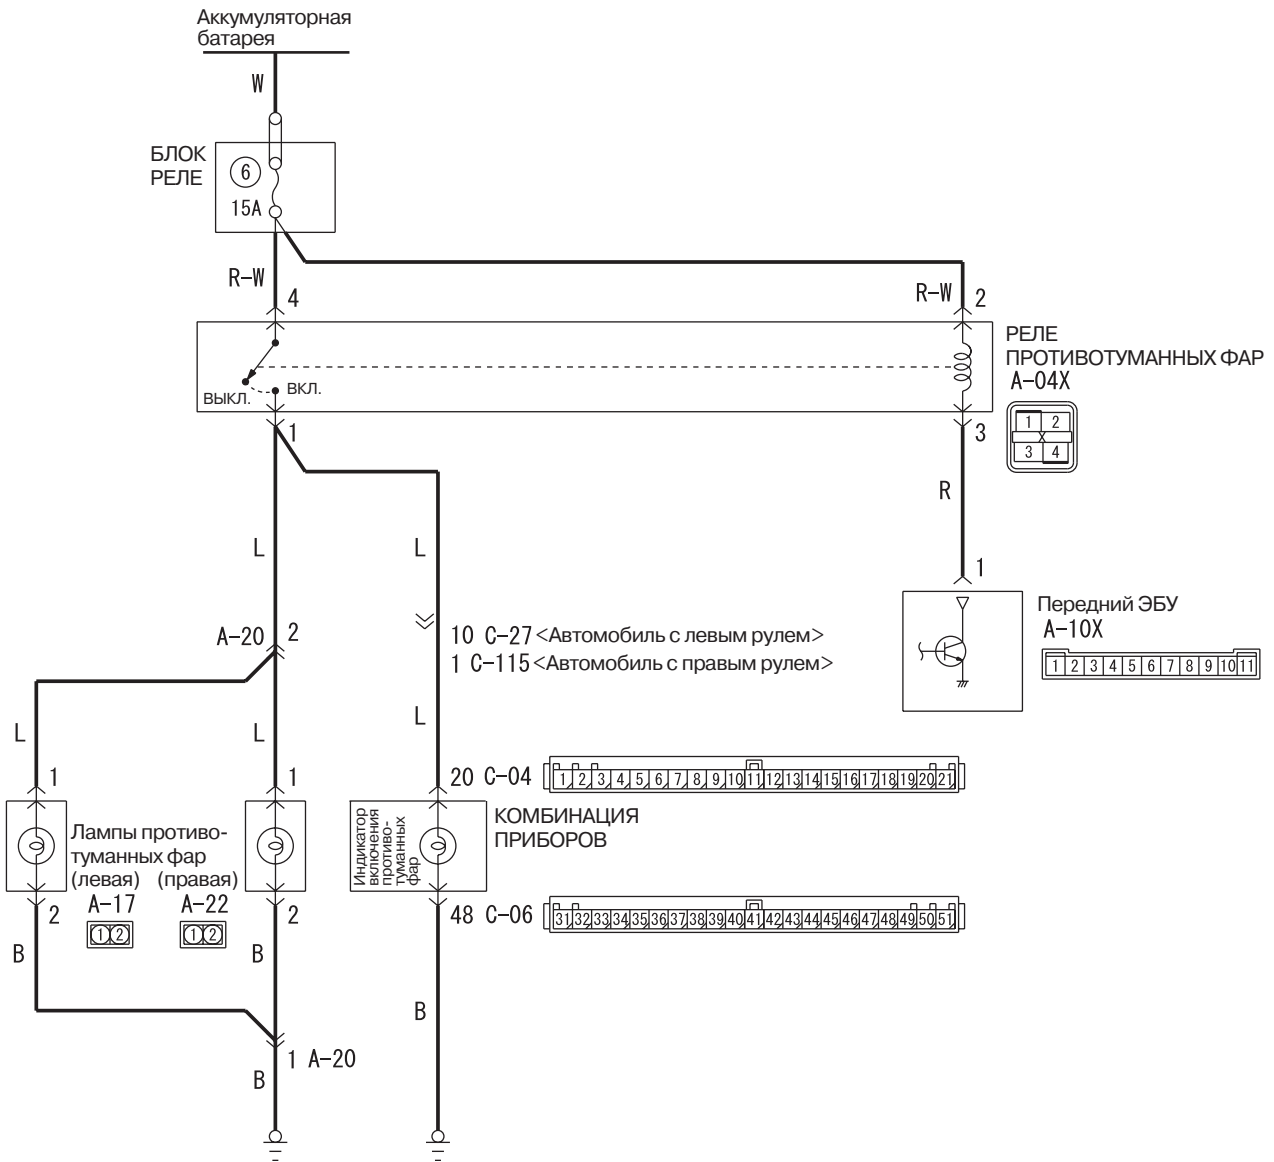 Аккумуляторная
батарея
W
БЛОК
РЕЛЕ
6
15A
R-W
4
R-W
2
РЕЛЕ
ПРОТИВОТУМАННЫХ ФАР
A-04X
1 2
X
3 4
ВЫКЛ.
ВКЛ.
1
3
R
L
L
1
Передний ЭБУ
A-10X
1 2 3 4 5 6 7 8 9 10 11
A-20
2
10 C-27 <Автомобиль с левым рулем>
1 C-115 <Автомобиль с правым рулем>
L
L
L
1
1
20 C-04
1 2 3 4 5 6 7 8 9 10 11 12 13 14 15 16 17 18 19 20 21
Лампы противо-
туманных фар
(левая) (правая)
A-17 A-22
1 2
1 2
Индикатор
включения
противо-
туманных
фар
КОМБИНАЦИЯ
ПРИБОРОВ
2
2
48 C-06
31 32 33 34 35 36 37 38 39 40 41 42 43 44 45 46 47 48 49 50 51
B
B
B
1 A-20
B